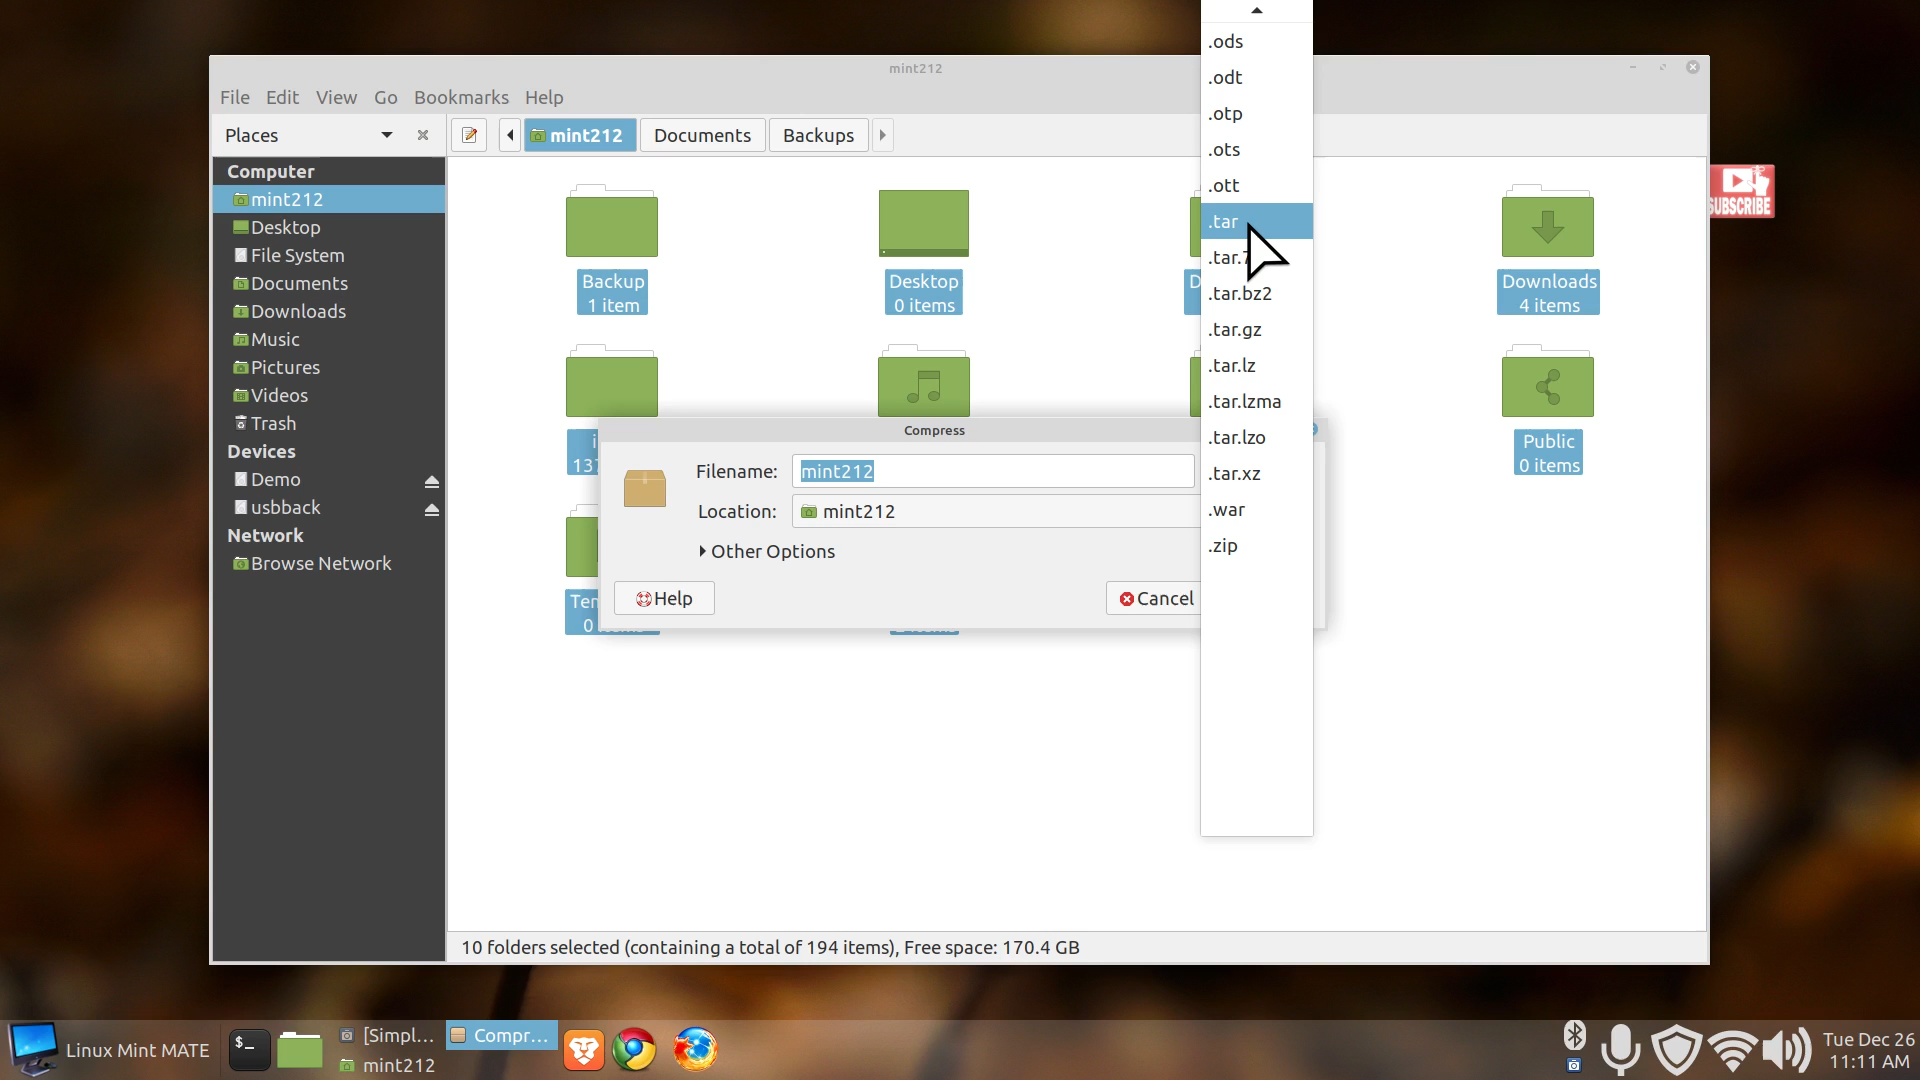 mint212
File Edit View Go Bookmarks Help
Places
mint212 Documents Backups
Computer
mint212
Desktop
File System
Documents
Downloads
Music
Pictures
Videos
Trash
Devices
Demo
usbback
Network
Browse Network
Backup
1 item
Desktop
0 items
D
Downloads
4 items
i
137
Public
0 items
Ten
0
Compress
Filename: mint212
Location: mint212
Other Options
Help
Cancel
.ods
.odt
.otp
.ots
.ott
.tar
.tar.7
.tar.bz2
.tar.gz
.tar.lz
.tar.lzma
.tar.lzo
.tar.xz
.war
.zip
SUBSCRIBE
10 folders selected (containing a total of 194 items), Free space: 170.4 GB
Linux Mint MATE
$_
[Simpl...
mint212
Compr...
Tue Dec 26
11:11 AM